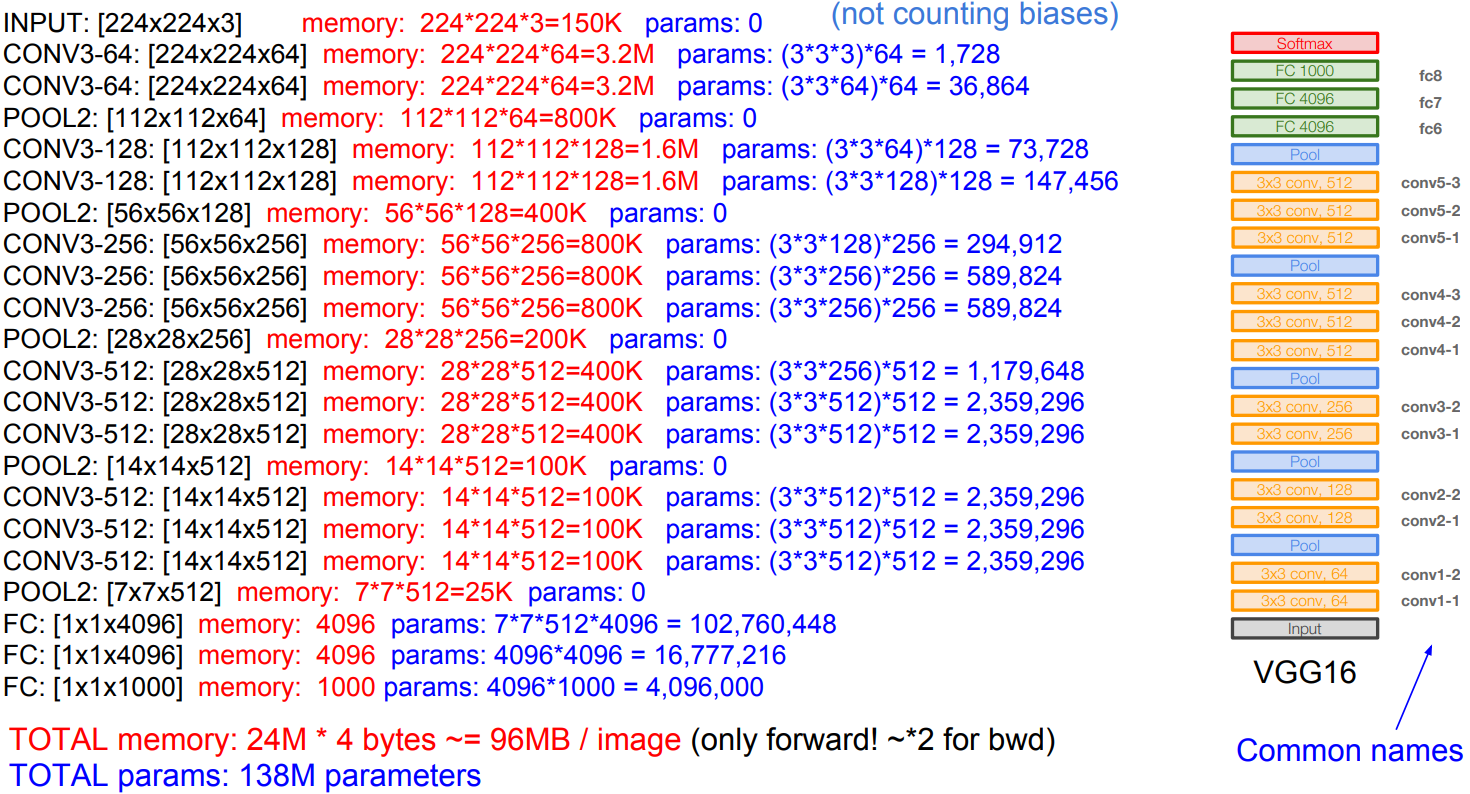 (not counting biases)
INPUT: [224x224x3] memory: 224*224*3=150K params: 0
CONV3-64: [224x224x64] memory: 224*224*64=3.2M params: (3*3*3)*64 = 1,728
CONV3-64: [224x224x64] memory: 224*224*64=3.2M params: (3*3*64)*64 = 36,864
POOL2: [112x112x64] memory: 112*112*64=800K params: 0
CONV3-128: [112x112x128] memory: 112*112*128=1.6M params: (3*3*64)*128 = 73,728
CONV3-128: [112x112x128] memory: 112*112*128=1.6M params: (3*3*128)*128 = 147,456
POOL2: [56x56x128] memory: 56*56*128=400K params: 0
CONV3-256: [56x56x256] memory: 56*56*256=800K params: (3*3*128)*256 = 294,912
CONV3-256: [56x56x256] memory: 56*56*256=800K params: (3*3*256)*256 = 589,824
CONV3-256: [56x56x256] memory: 56*56*256=800K params: (3*3*256)*256 = 589,824
POOL2: [28x28x256] memory: 28*28*256=200K params: 0
CONV3-512: [28x28x512] memory: 28*28*512=400K params: (3*3*256)*512 = 1,179,648
CONV3-512: [28x28x512] memory: 28*28*512=400K params: (3*3*512)*512 = 2,359,296
CONV3-512: [28x28x512] memory: 28*28*512=400K params: (3*3*512)*512 = 2,359,296
POOL2: [14x14x512] memory: 14*14*512=100K params: 0
CONV3-512: [14x14x512] memory: 14*14*512=100K params: (3*3*512)*512 = 2,359,296
CONV3-512: [14x14x512] memory: 14*14*512=100K params: (3*3*512)*512 = 2,359,296
CONV3-512: [14x14x512] memory: 14*14*512=100K params: (3*3*512)*512 = 2,359,296
POOL2: [7x7x512] memory: 7*7*512=25K params: 0
FC: [1x1x4096] memory: 4096 params: 7*7*512*4096 = 102,760,448
FC: [1x1x4096] memory: 4096 params: 4096*4096 = 16,777,216
FC: [1x1x1000] memory: 1000 params: 4096*1000 = 4,096,000
TOTAL memory: 24M * 4 bytes ~= 96MB / image (only forward! ~*2 for bwd)
TOTAL params: 138M parameters
Softmax
FC 1000 fc8
FC 4096 fc7
FC 4096 fc6
Pool
3x3 conv, 512 conv5-3
3x3 conv, 512 conv5-2
3x3 conv, 512 conv5-1
Pool
3x3 conv, 512 conv4-3
3x3 conv, 512 conv4-2
3x3 conv, 512 conv4-1
Pool
3x3 conv, 256 conv3-2
3x3 conv, 256 conv3-1
Pool
3x3 conv, 128 conv2-2
3x3 conv, 128 conv2-1
Pool
3x3 conv, 64 conv1-2
3x3 conv, 64 conv1-1
Input
VGG16
Common names